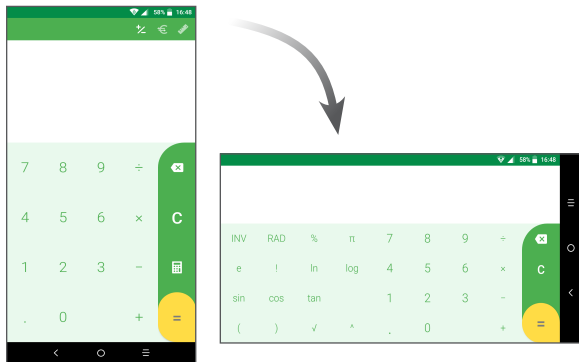 58% 16:48
7 8 9 ÷
4 5 6 × C
1 2 3 −
. 0 + =
58% 16:48
INV RAD % π 7 8 9 ÷
e ! ln log 4 5 6 × C
sin cos tan 1 2 3 −
( ) √ ^ . 0 + =